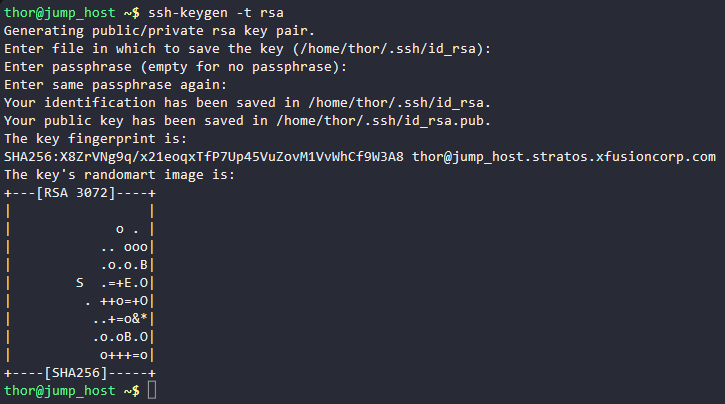 thor@jump_host ~$ ssh-keygen -t rsa
Generating public/private rsa key pair.
Enter file in which to save the key (/home/thor/.ssh/id_rsa):
Enter passphrase (empty for no passphrase):
Enter same passphrase again:
Your identification has been saved in /home/thor/.ssh/id_rsa.
Your public key has been saved in /home/thor/.ssh/id_rsa.pub.
The key fingerprint is:
SHA256:X8ZrVNg9q/x21eoqxTfP7Up45VuZovM1VvWhCf9W3A8 thor@jump_host.stratos.xfusioncorp.com
The key's randomart image is:
+---[RSA 3072]----+
|                 |
|             o . |
|           .. ooo|
|           .o.o.B|
|        S  .=+E.O|
|         . ++o=+O|
|          ..+=o&*|
|          .o.oB.O|
|           o+++=o|
+----[SHA256]-----+
thor@jump_host ~$